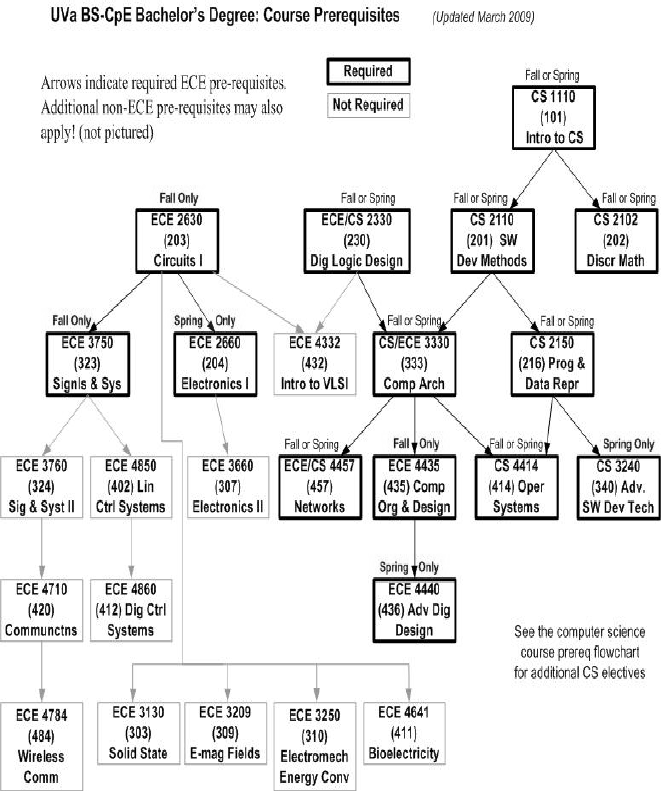 UVa BS-CpE Bachelor's Degree: Course Prerequisites (Updated March 2009)
Arrows indicate required ECE pre-requisites.
Additional non-ECE pre-requisites may also
apply! (not pictured)
Required
Not Required
Fall or Spring
CS 1110
(101)
Intro to CS
Fall Only
ECE 2630
(203)
Circuits I
Fall or Spring
ECE/CS 2330
(230)
Dig Logic Design
Fall or Spring
CS 2110
(201) SW
Dev Methods
Fall or Spring
CS 2102
(202)
Discr Math
Fall Only
ECE 3750
(323)
Signls & Sys
Spring Only
ECE 2660
(204)
Electronics I
ECE 4332
(432)
Intro to VLSI
Fall or Spring
CS/ECE 3330
(333)
Comp Arch
Fall or Spring
CS 2150
(216) Prog &
Data Repr
ECE 3760
(324)
Sig & Syst II
ECE 4850
(402) Lin
Ctrl Systems
ECE 3660
(307)
Electronics II
Fall or Spring
ECE/CS 4457
(457)
Networks
Fall Only
ECE 4435
(435) Comp
Org & Design
Fall or Spring
CS 4414
(414) Oper
Systems
Spring Only
CS 3240
(340) Adv.
SW Dev Tech
ECE 4710
(420)
Communctns
ECE 4860
(412) Dig Ctrl
Systems
Spring Only
ECE 4440
(436) Adv Dig
Design
See the computer science
course prereq flowchart
for additional CS electives
ECE 4784
(484)
Wireless
Comm
ECE 3130
(303)
Solid State
ECE 3209
(309)
E-mag Fields
ECE 3250
(310)
Electromech
Energy Conv
ECE 4641
(411)
Bioelectricity